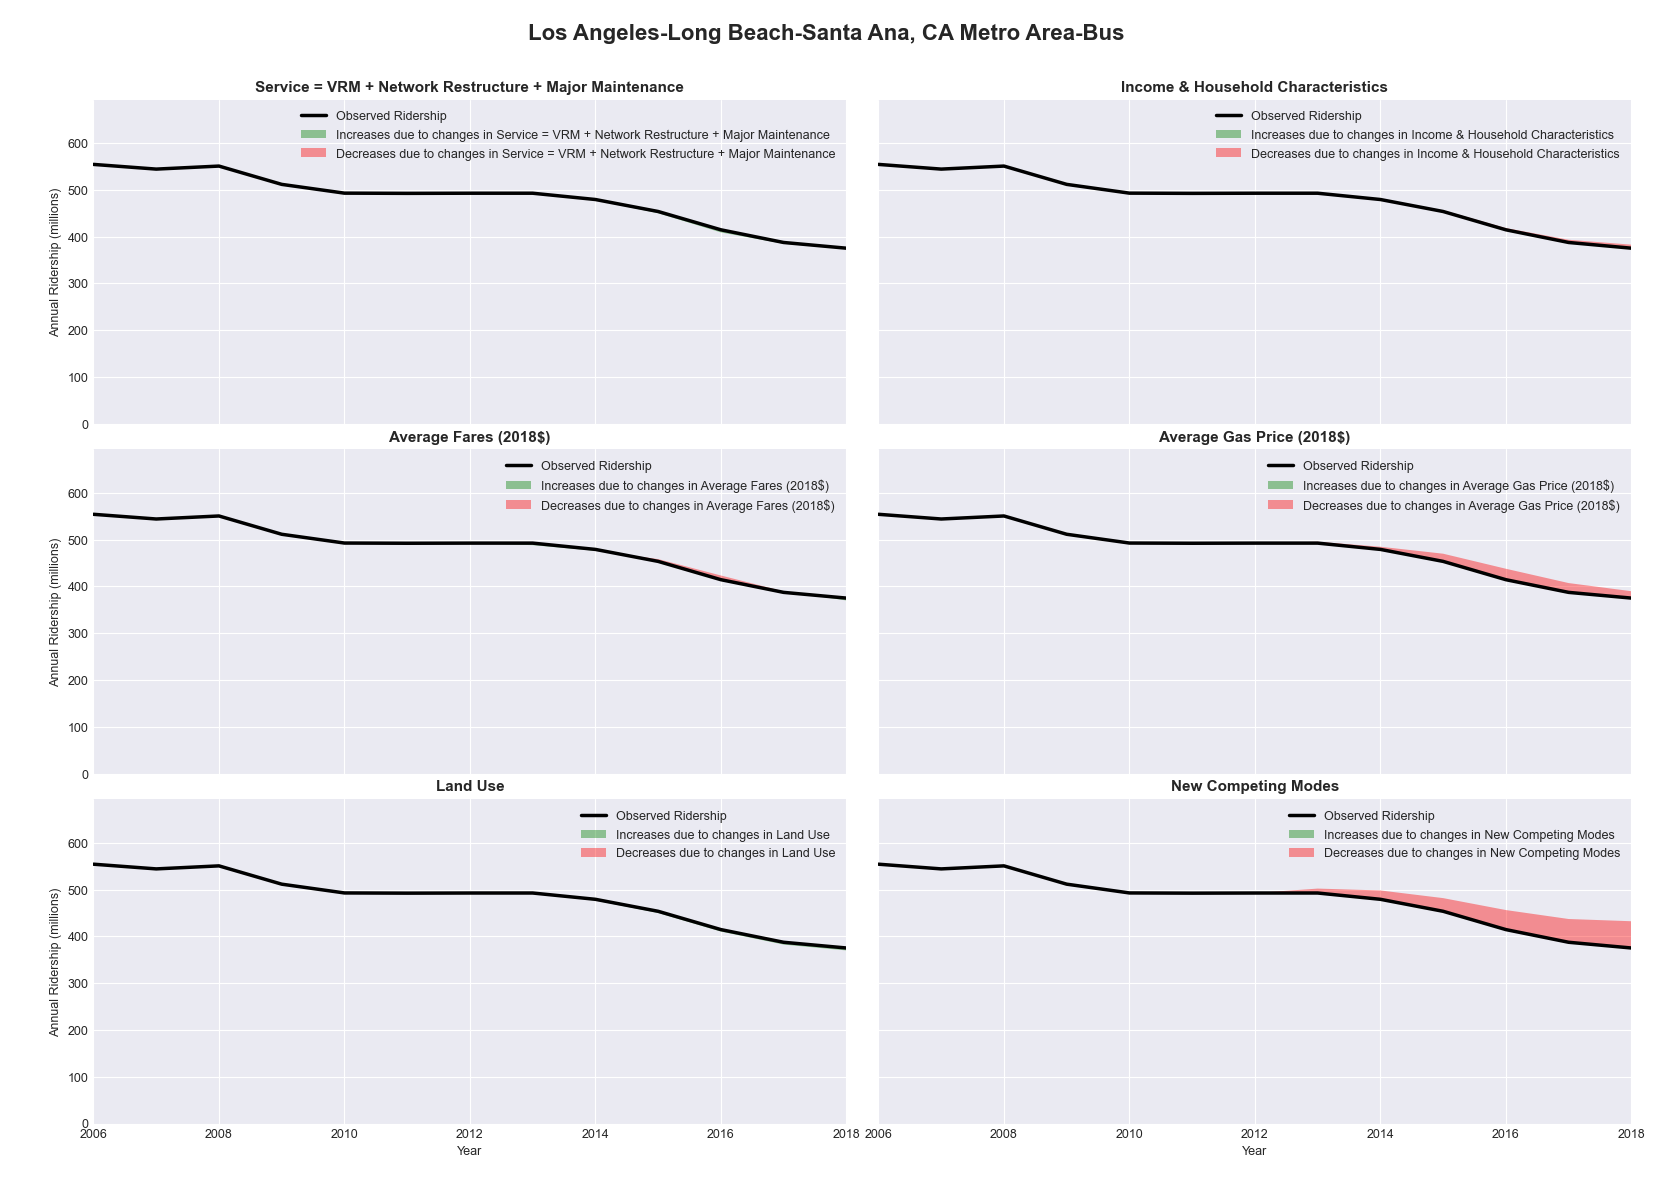 Los Angeles-Long Beach-Santa Ana, CA Metro Area-Bus
Service = VRM + Network Restructure + Major Maintenance
Observed Ridership
Increases due to changes in Service = VRM + Network Restructure + Major Maintenance
Decreases due to changes in Service = VRM + Network Restructure + Major Maintenance
600
500
400
300
200
100
0
Annual Ridership (millions)
Income & Household Characteristics
Observed Ridership
Increases due to changes in Income & Household Characteristics
Decreases due to changes in Income & Household Characteristics
Average Fares (2018$)
Observed Ridership
Increases due to changes in Average Fares (2018$)
Decreases due to changes in Average Fares (2018$)
600
500
400
300
200
100
0
Annual Ridership (millions)
Average Gas Price (2018$)
Observed Ridership
Increases due to changes in Average Gas Price (2018$)
Decreases due to changes in Average Gas Price (2018$)
Land Use
Observed Ridership
Increases due to changes in Land Use
Decreases due to changes in Land Use
600
500
400
300
200
100
0
Annual Ridership (millions)
2006 2008 2010 2012 2014 2016 2018
Year
New Competing Modes
Observed Ridership
Increases due to changes in New Competing Modes
Decreases due to changes in New Competing Modes
2006 2008 2010 2012 2014 2016 2018
Year